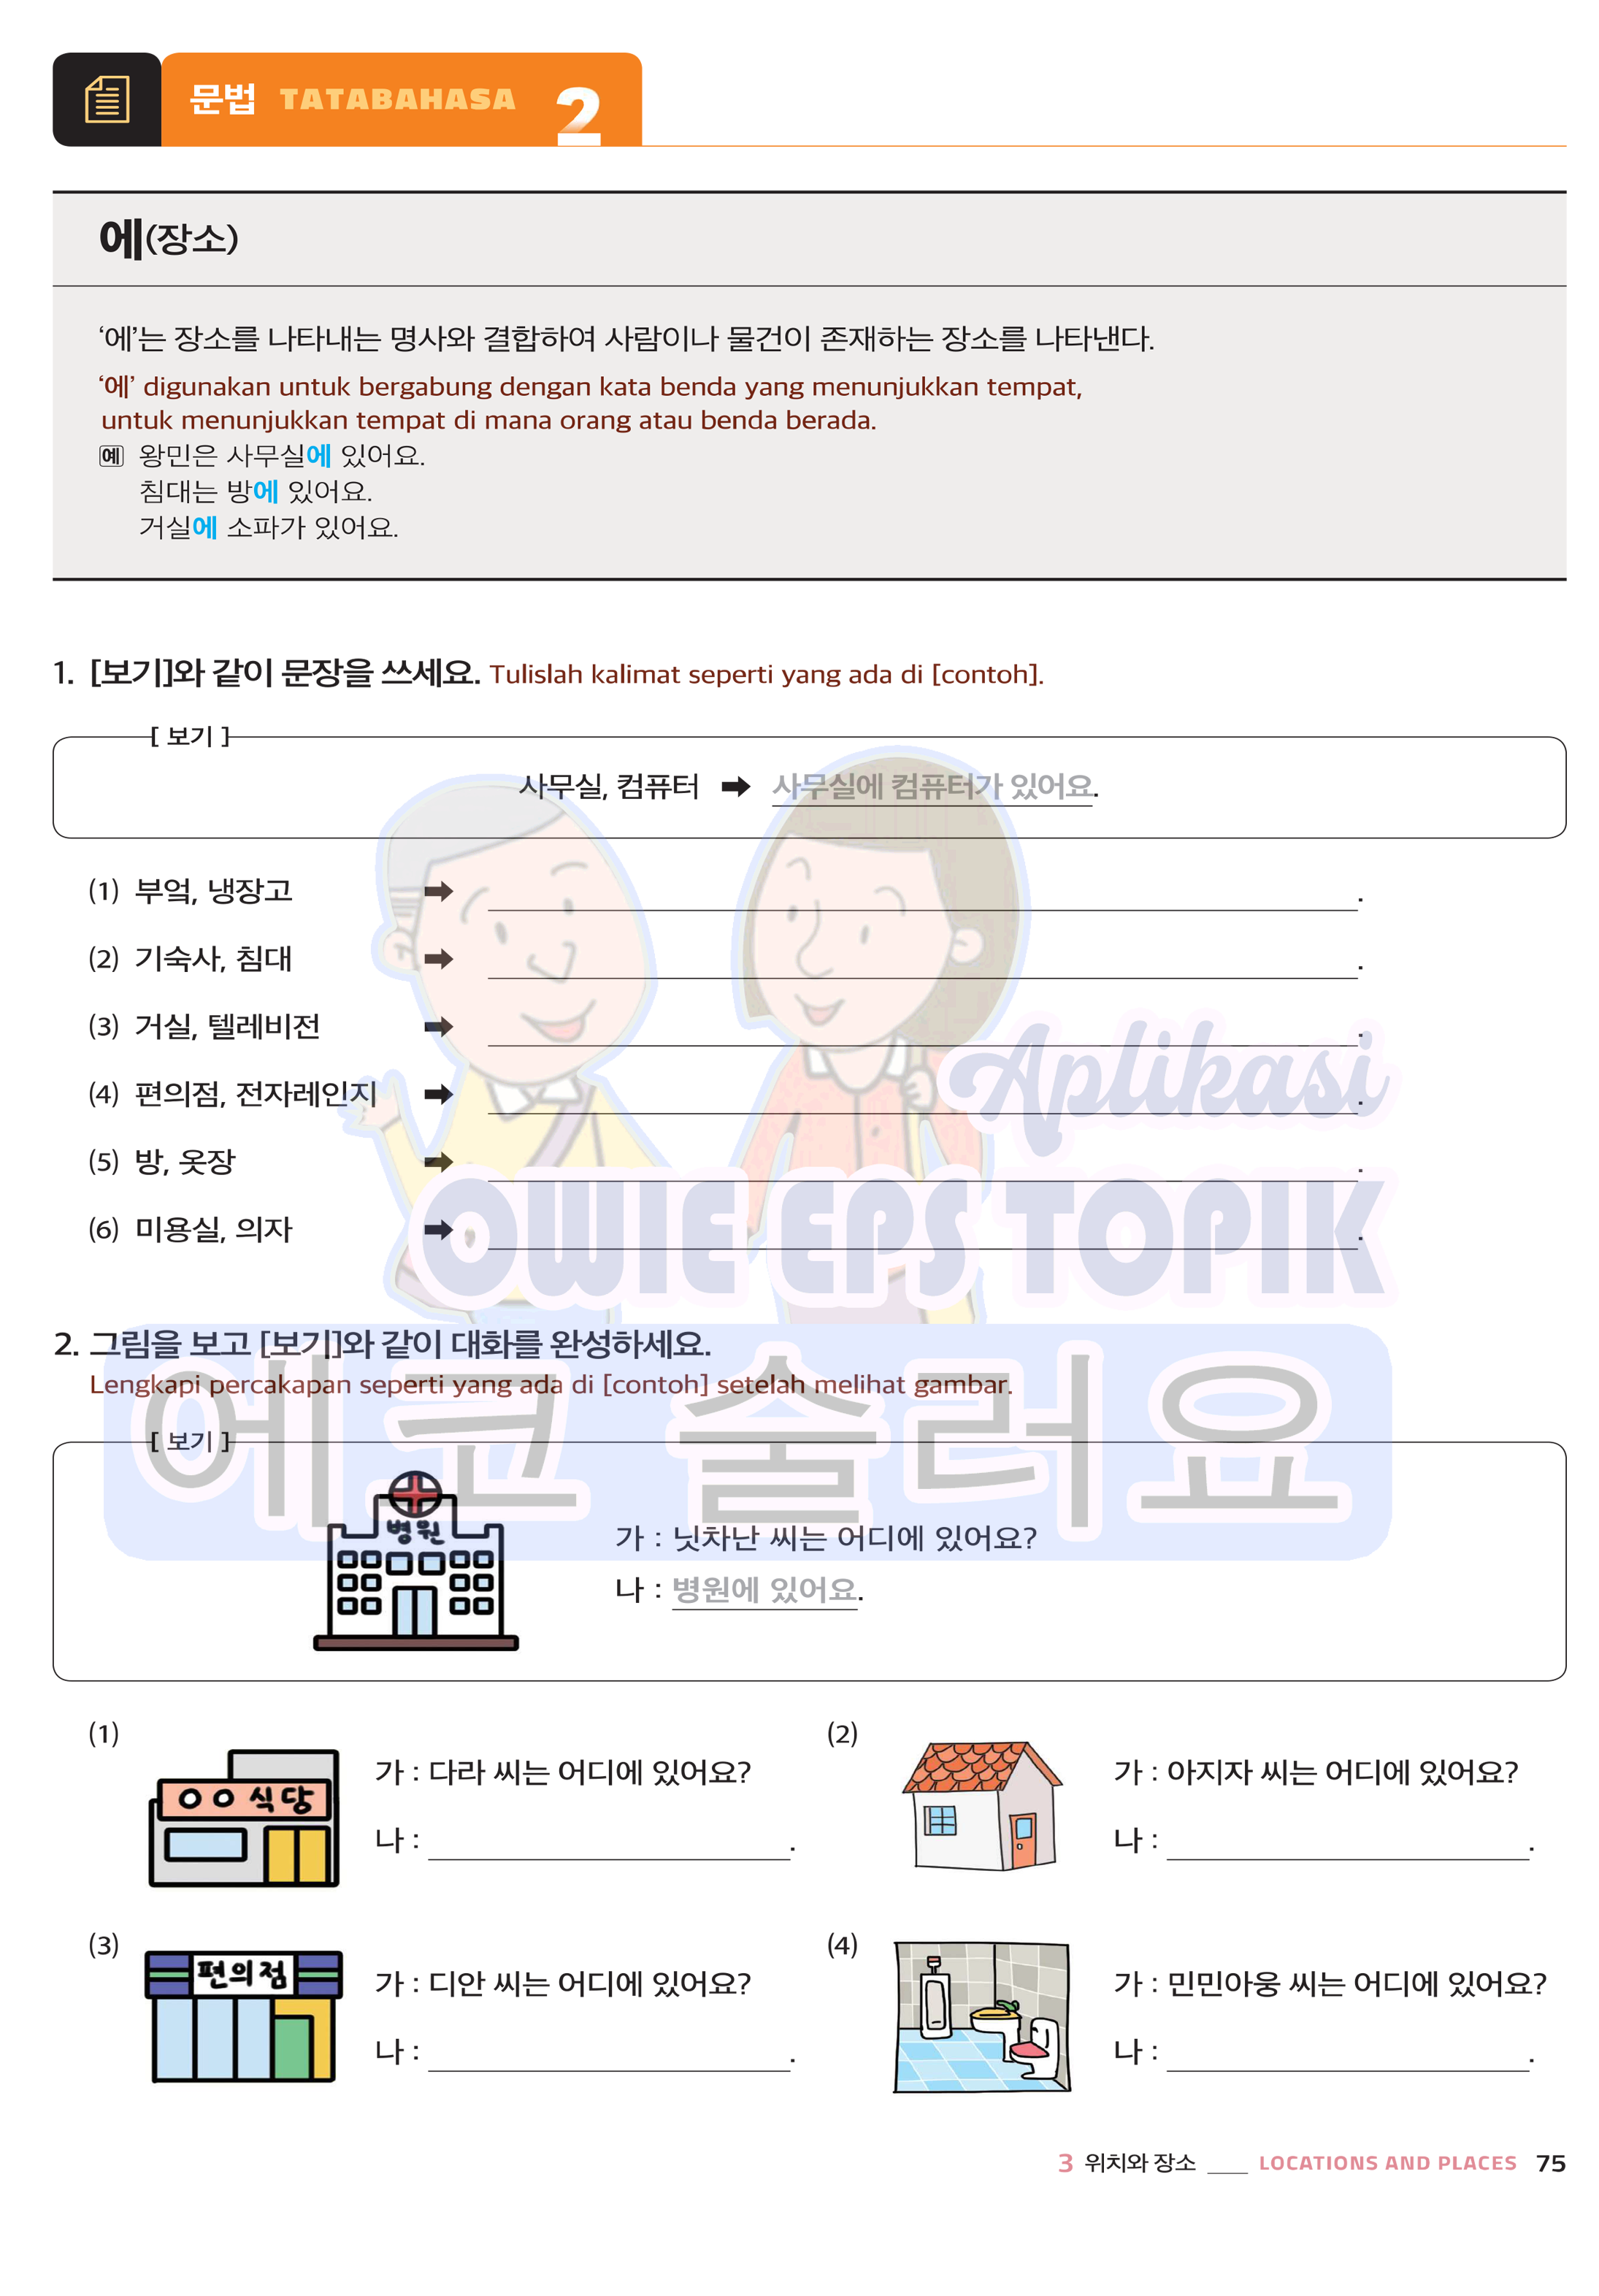 문법 TATABAHASA 2
에(장소)
‘에’는 장소를 나타내는 명사와 결합하여 사람이나 물건이 존재하는 장소를 나타낸다.
‘에’ digunakan untuk bergabung dengan kata benda yang menunjukkan tempat,
untuk menunjukkan tempat di mana orang atau benda berada.
예 왕민은 사무실에 있어요.
침대는 방에 있어요.
거실에 소파가 있어요.
1. [보기]와 같이 문장을 쓰세요. Tulislah kalimat seperti yang ada di [contoh].
[ 보기 ]
사무실, 컴퓨터 ➡ 사무실에 컴퓨터가 있어요.
(1) 부엌, 냉장고 ➡ .
(2) 기숙사, 침대 ➡ .
(3) 거실, 텔레비전 ➡ .
(4) 편의점, 전자레인지 ➡ .
(5) 방, 옷장 ➡ .
(6) 미용실, 의자 ➡ .
Aplikasi
OWIE EPS TOPIK
2. 그림을 보고 [보기]와 같이 대화를 완성하세요.
Lengkapi percakapan seperti yang ada di [contoh] setelah melihat gambar.
에코 술러요
[ 보기 ]
병원
가 : 닛차난 씨는 어디에 있어요?
나 : 병원에 있어요.
(1)
○○식당
가 : 다라 씨는 어디에 있어요?
나 : .
(2)
가 : 아지자 씨는 어디에 있어요?
나 : .
(3)
편의점
가 : 디안 씨는 어디에 있어요?
나 : .
(4)
가 : 민민아웅 씨는 어디에 있어요?
나 : .
3 위치와 장소 ___ LOCATIONS AND PLACES 75